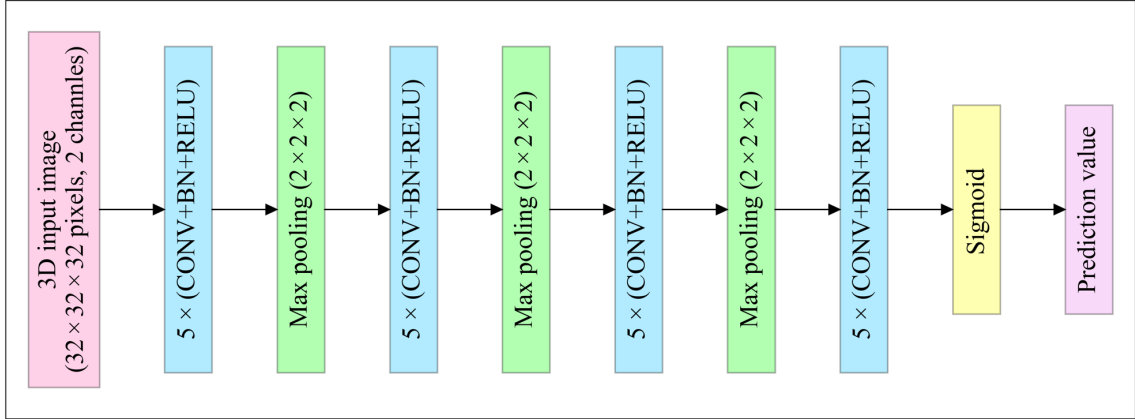 3D input image
(32 × 32 × 32 pixels, 2 channles)
5 × (CONV+BN+RELU)
Max pooling (2 × 2 × 2)
5 × (CONV+BN+RELU)
Max pooling (2 × 2 × 2)
5 × (CONV+BN+RELU)
Max pooling (2 × 2 × 2)
5 × (CONV+BN+RELU)
Sigmoid
Prediction value